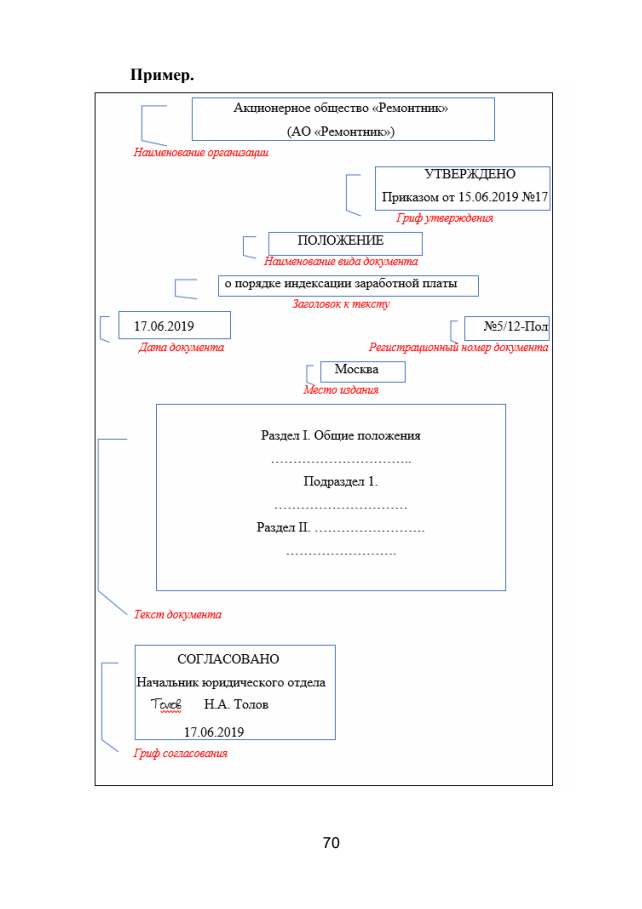 Пример.
Акционерное общество «Ремонтник»
(АО «Ремонтник»)
Наименование организации
УТВЕРЖДЕНО
Приказом от 15.06.2019 №17
Гриф утверждения
ПОЛОЖЕНИЕ
Наименование вида документа
о порядке индексации заработной платы
Заголовок к тексту
17.06.2019 №5/12-Пол
Дата документа Регистрационный номер документа
Москва
Место издания
Раздел I. Общие положения
…………………………..
Подраздел 1.
…………………………
Раздел II. …………………….
…………………….
Текст документа
СОГЛАСОВАНО
Начальник юридического отдела
Толов Н.А. Толов
17.06.2019
Гриф согласования
70